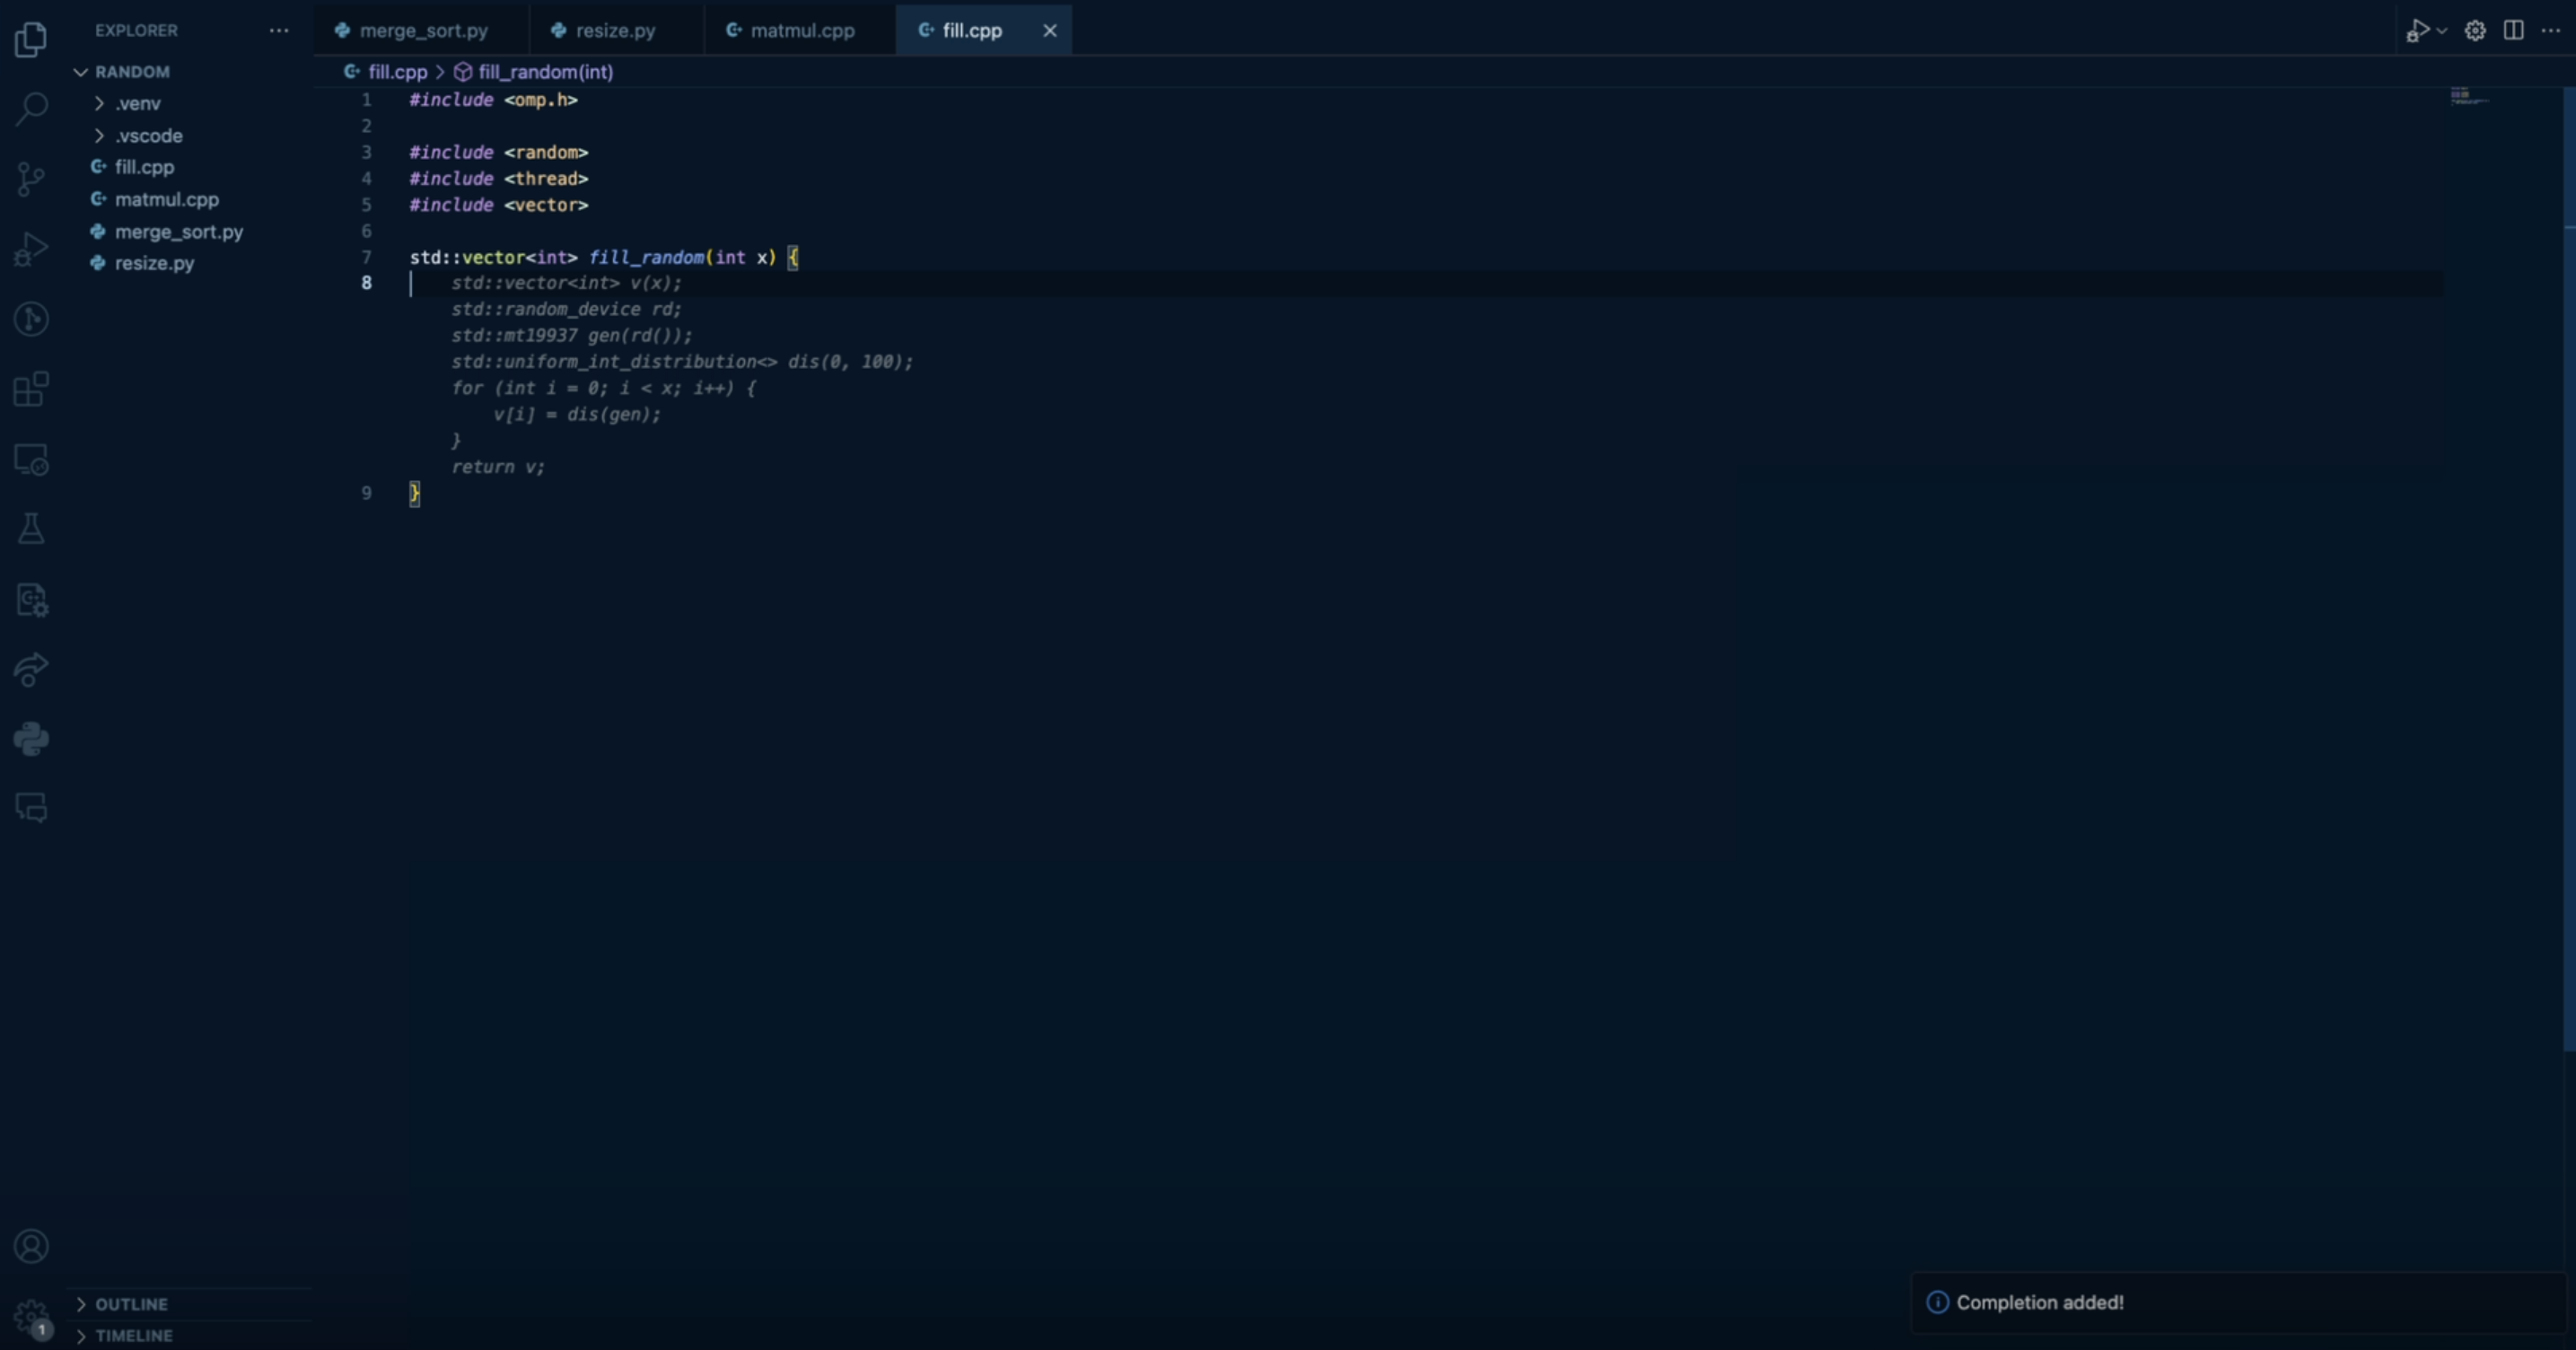 EXPLORER
RANDOM
.venv
.vscode
fill.cpp
matmul.cpp
merge_sort.py
resize.py
OUTLINE
TIMELINE
1
merge_sort.py
resize.py
matmul.cpp
fill.cpp
fill.cpp > fill_random(int)
1 #include <omp.h>
2
3 #include <random>
4 #include <thread>
5 #include <vector>
6
7 std::vector<int> fill_random(int x) {
8 std::vector<int> v(x);
std::random_device rd;
std::mt19937 gen(rd());
std::uniform_int_distribution<> dis(0, 100);
for (int i = 0; i < x; i++) {
v[i] = dis(gen);
}
return v;
9 }
Completion added!